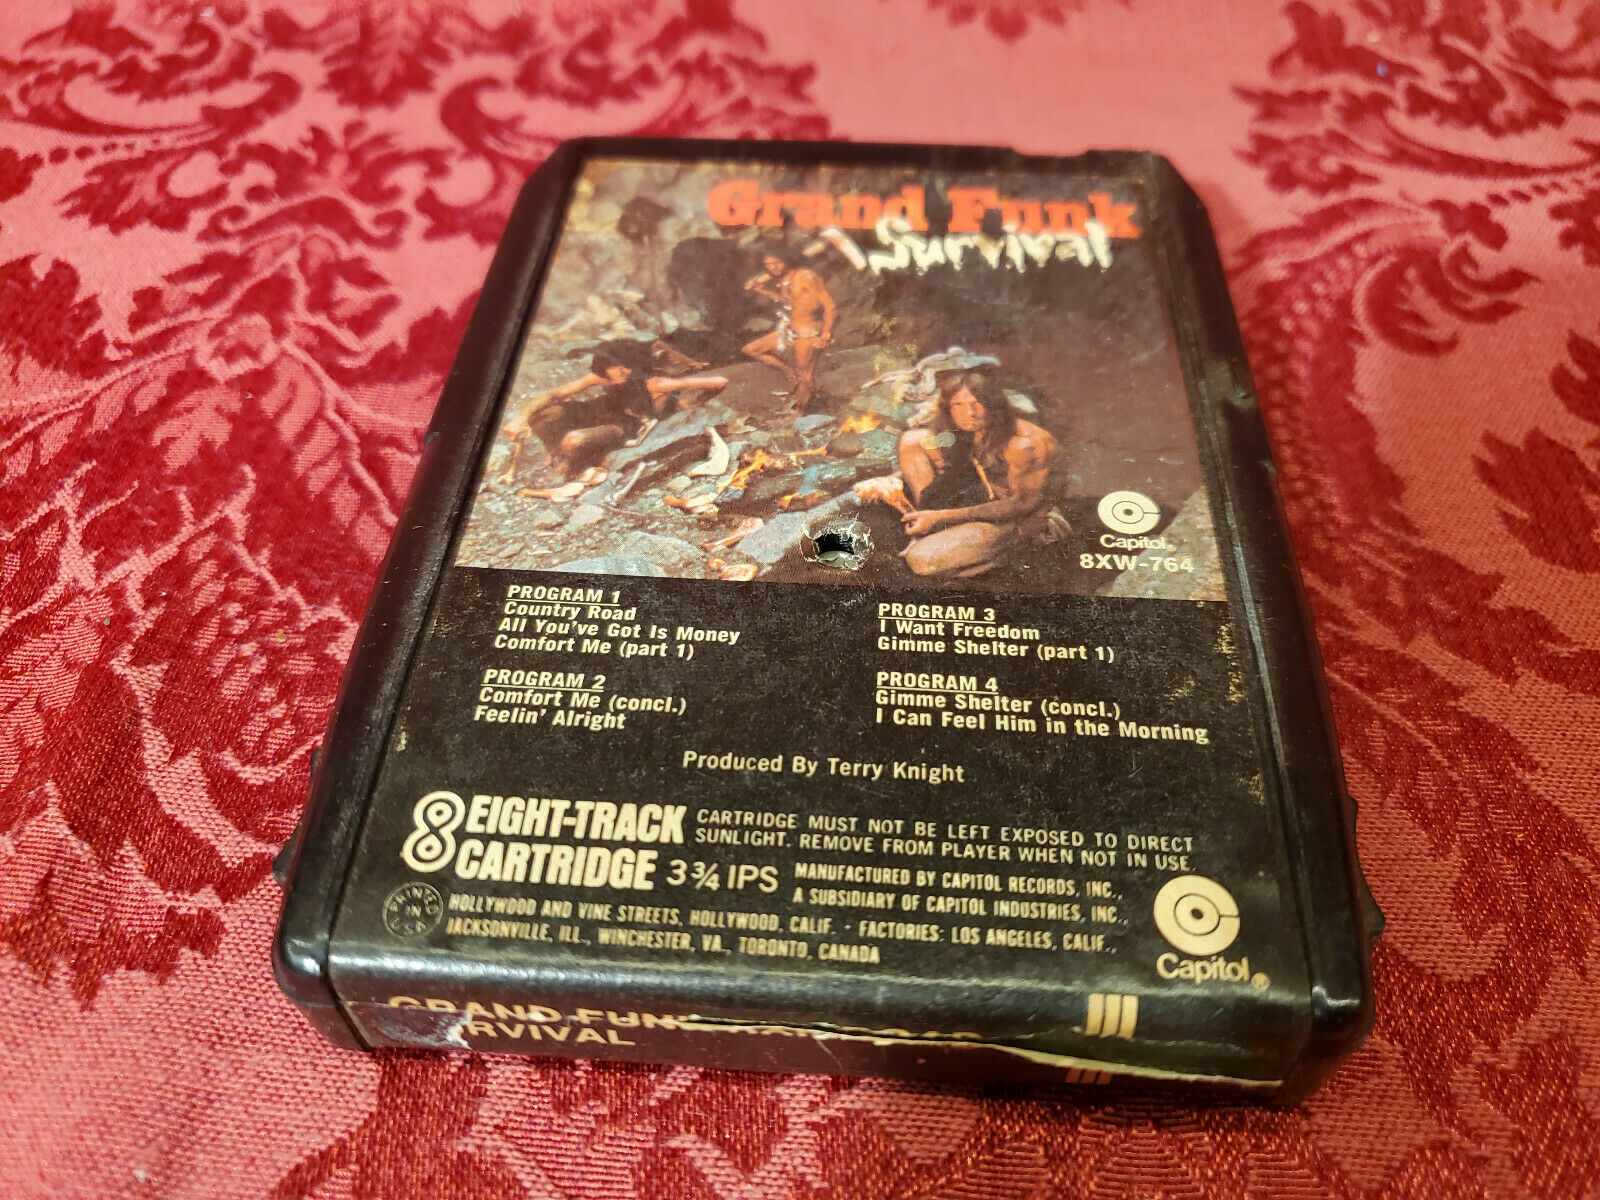 Grand Funk
Survival
Capitol®
8XW-764
PROGRAM 1
Country Road
All You've Got Is Money
Comfort Me (part 1)
PROGRAM 2
Comfort Me (concl.)
Feelin' Alright
PROGRAM 3
I Want Freedom
Gimme Shelter (part 1)
PROGRAM 4
Gimme Shelter (concl.)
I Can Feel Him in the Morning
Produced By Terry Knight
8 EIGHT-TRACK
CARTRIDGE 3 3/4 IPS
CARTRIDGE MUST NOT BE LEFT EXPOSED TO DIRECT
SUNLIGHT. REMOVE FROM PLAYER WHEN NOT IN USE.
MANUFACTURED BY CAPITOL RECORDS, INC.,
A SUBSIDIARY OF CAPITOL INDUSTRIES, INC.,
PRINTED IN U.S.A.
HOLLYWOOD AND VINE STREETS, HOLLYWOOD, CALIF. · FACTORIES: LOS ANGELES, CALIF.,
JACKSONVILLE, ILL., WINCHESTER, VA., TORONTO, CANADA
Capitol®
GRAND FUNK
RVIVAL